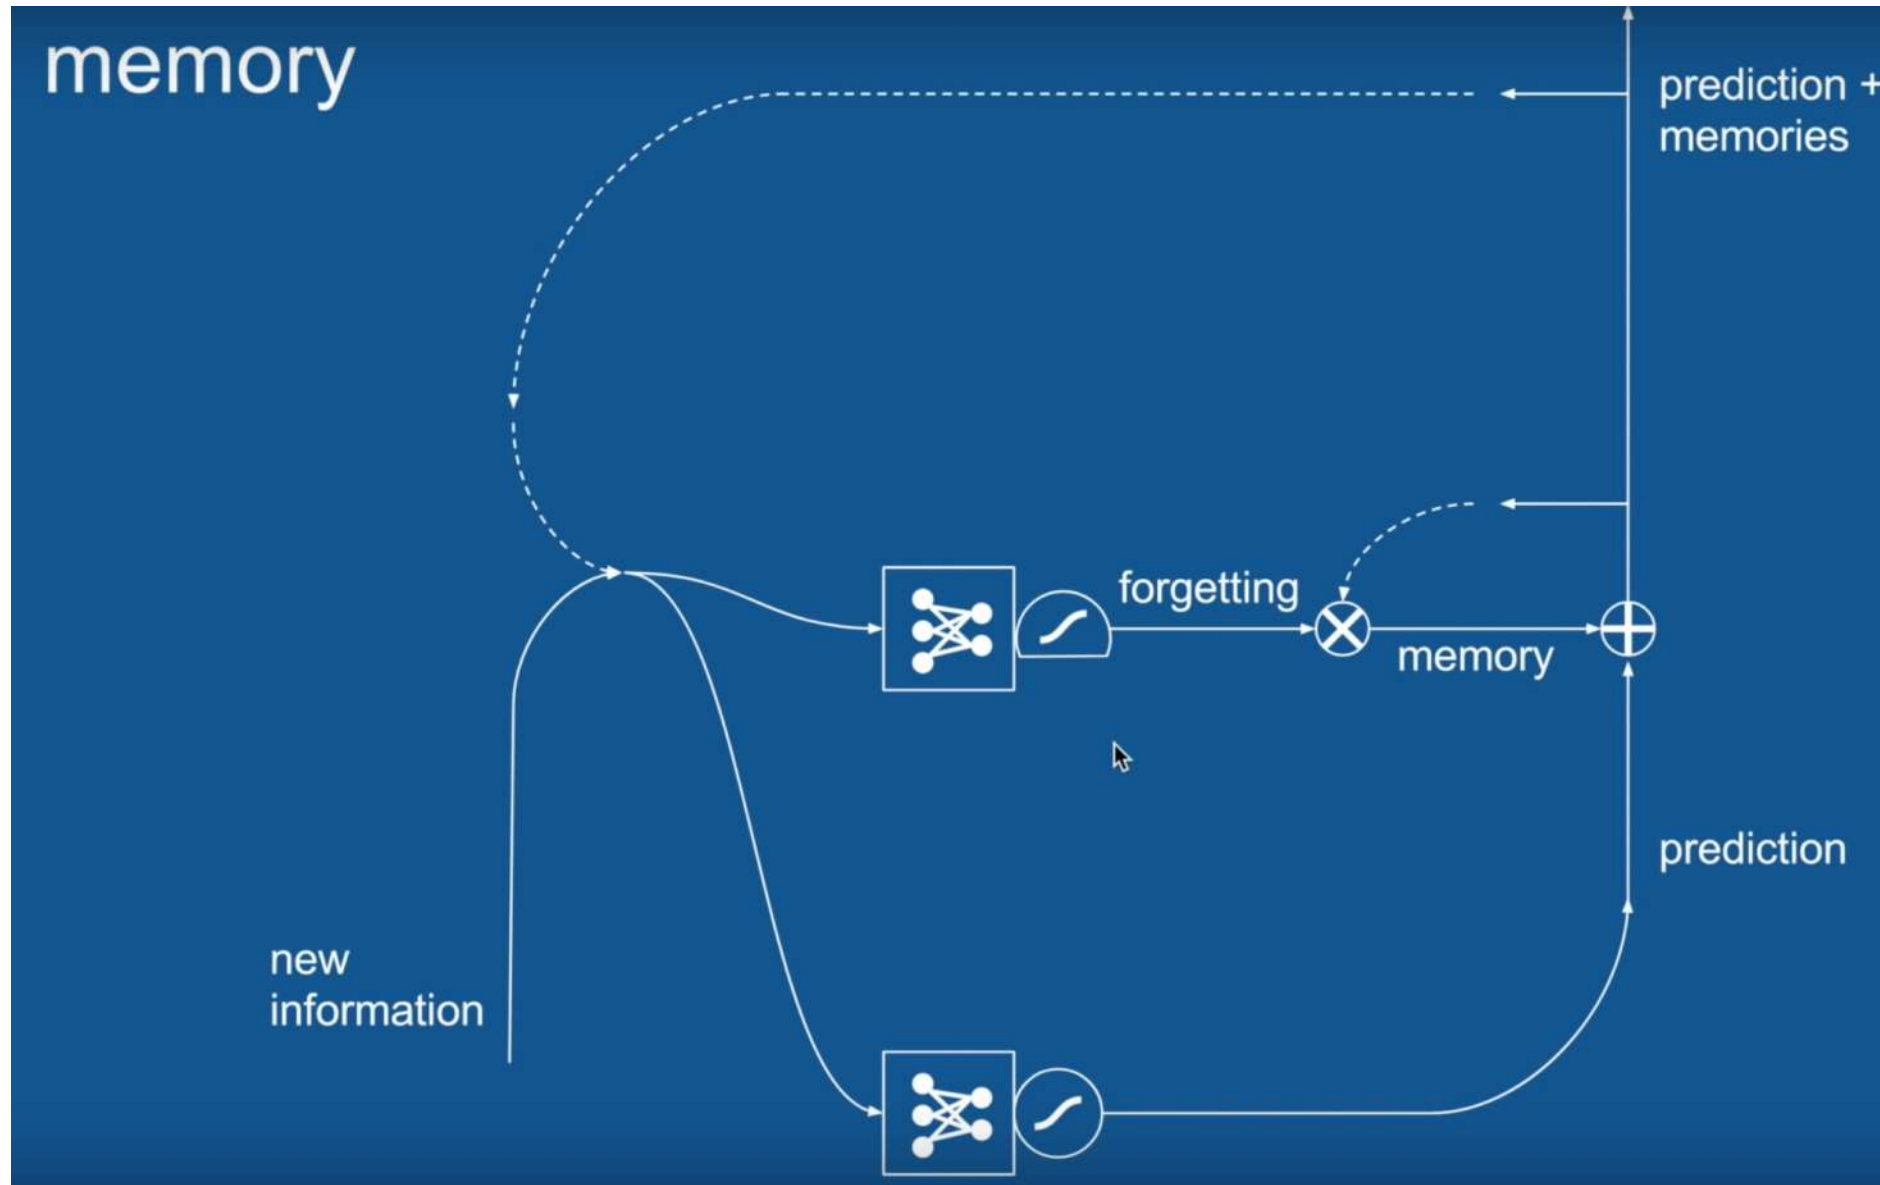 memory
prediction +
memories
forgetting
memory
prediction
new
information